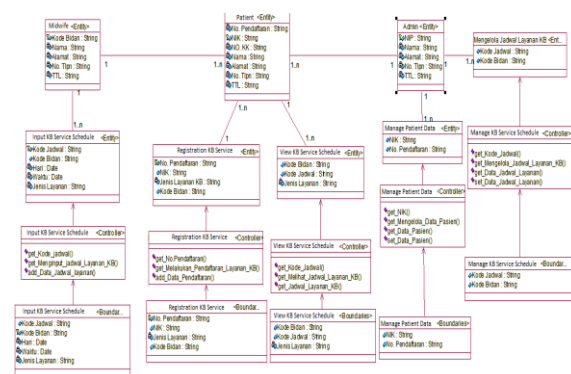 Midwife <Entity>
Kode Bidan : String
Nama : String
Alamat : String
No. Tlpn : String
TTL : String
Patient <Entity>
No. Pendaftaran : String
NIK : String
NO. KK : String
Nama : String
Alamat : String
No. Tlpn : String
TTL : String
Admin <Entity>
NIP : String
Nama : String
Alamat : String
No. Tlpn : String
TTL : String
Mengelola Jadwal Layanan KB <Ent...
Kode Jadwal : String
Kode Bidan : String
1
1..n
1..n
1
1
1
1
1..n
1
1
1
1..n
1..n
1..n
Input KB Service Schedule <Entity>
Kode Jadwal : String
Kode Bidan : String
Hari : Date
Waktu : Date
Jenis Layanan : String
Registration KB Service <Entity>
No. Pendaftaran : String
NIK : String
Jenis Layanan KB : String
Kode Bidan : String
View KB Service Schedule <Entity>
Kode Bidan : String
Kode Jadwal : String
Jenis Layanan : String
Manage Patient Data <Entity>
NIK : String
No. Pendaftaran : String
Manage KB Service Schedule <Controller>
get_Kode_Jadwal()
get_Mengelola_Jadwal_Layanan_KB()
get_Data_Jadwal_Layanan()
set_Data_Jadwal_Layanan()
Input KB Service Schedule <Controller>
get_Kode_jadwal()
get_Menginput_jadwal_Layanan_KB()
add_Data_Jadwal_layanan()
Registration KB Service <Controller>
get_No.Pendaftaran()
get_Melakukan_Pendaftaran_Layanan_KB()
add_Data_Pendaftaran()
View KB Service Schedule <Controller>
get_Kode_Jadwal()
get_Melihat_Jadwal_Layanan_KB()
get_Jadwal_Layanan_KB()
Manage Patient Data <Controller>
get_NIK()
get_Mengelola_Data_Pasien()
get_Data_Pasien()
set_Data_Pasien()
Manage KB Service Schedule <Boundar...
Kode Jadwal : String
Kode Bidan : String
Input KB Service Schedule <Boundar...
Kode Jadwal : String
Kode Bidan : String
Hari : Date
Waktu : Date
Jenis Layanan : String
Registration KB Service <Boundar...
No. Pendaftaran : String
NIK : String
Jenis Layanan : String
Kode Bidan : String
View KB Service Schedule <Boundaries>
Kode Bidan : String
Kode Jadwal : String
Jenis Layanan : String
Manage Patient Data <Boundaries>
NIK : String
No. Pendaftaran : String